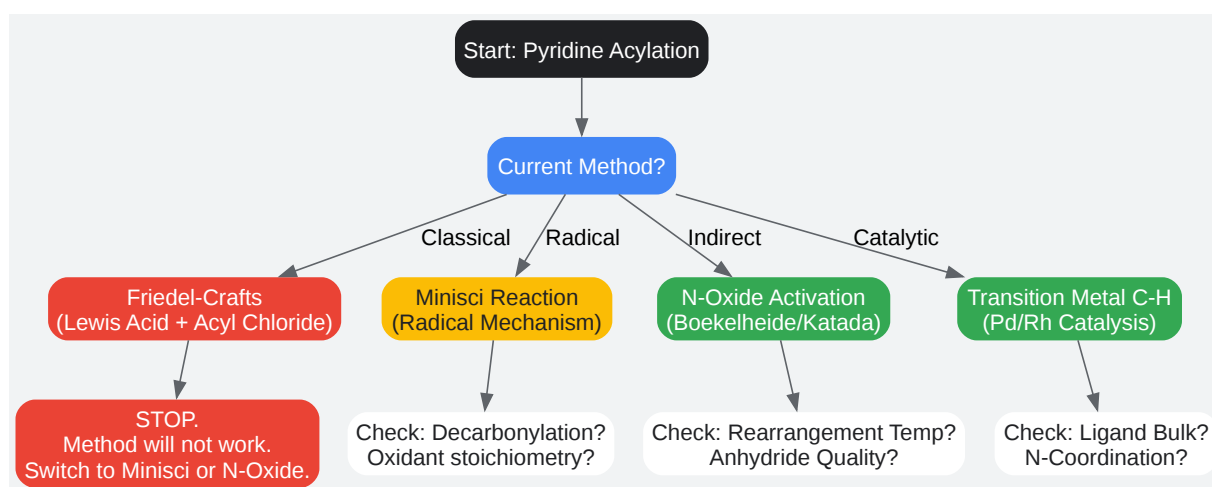 Start: Pyridine Acylation
Current Method?
Classical
Radical
Indirect
Catalytic
Friedel-Crafts
(Lewis Acid + Acyl Chloride)
Minisci Reaction
(Radical Mechanism)
N-Oxide Activation
(Boekelheide/Katada)
Transition Metal C-H
(Pd/Rh Catalysis)
STOP.
Method will not work.
Switch to Minisci or N-Oxide.
Check: Decarbonylation?
Oxidant stoichiometry?
Check: Rearrangement Temp?
Anhydride Quality?
Check: Ligand Bulk?
N-Coordination?